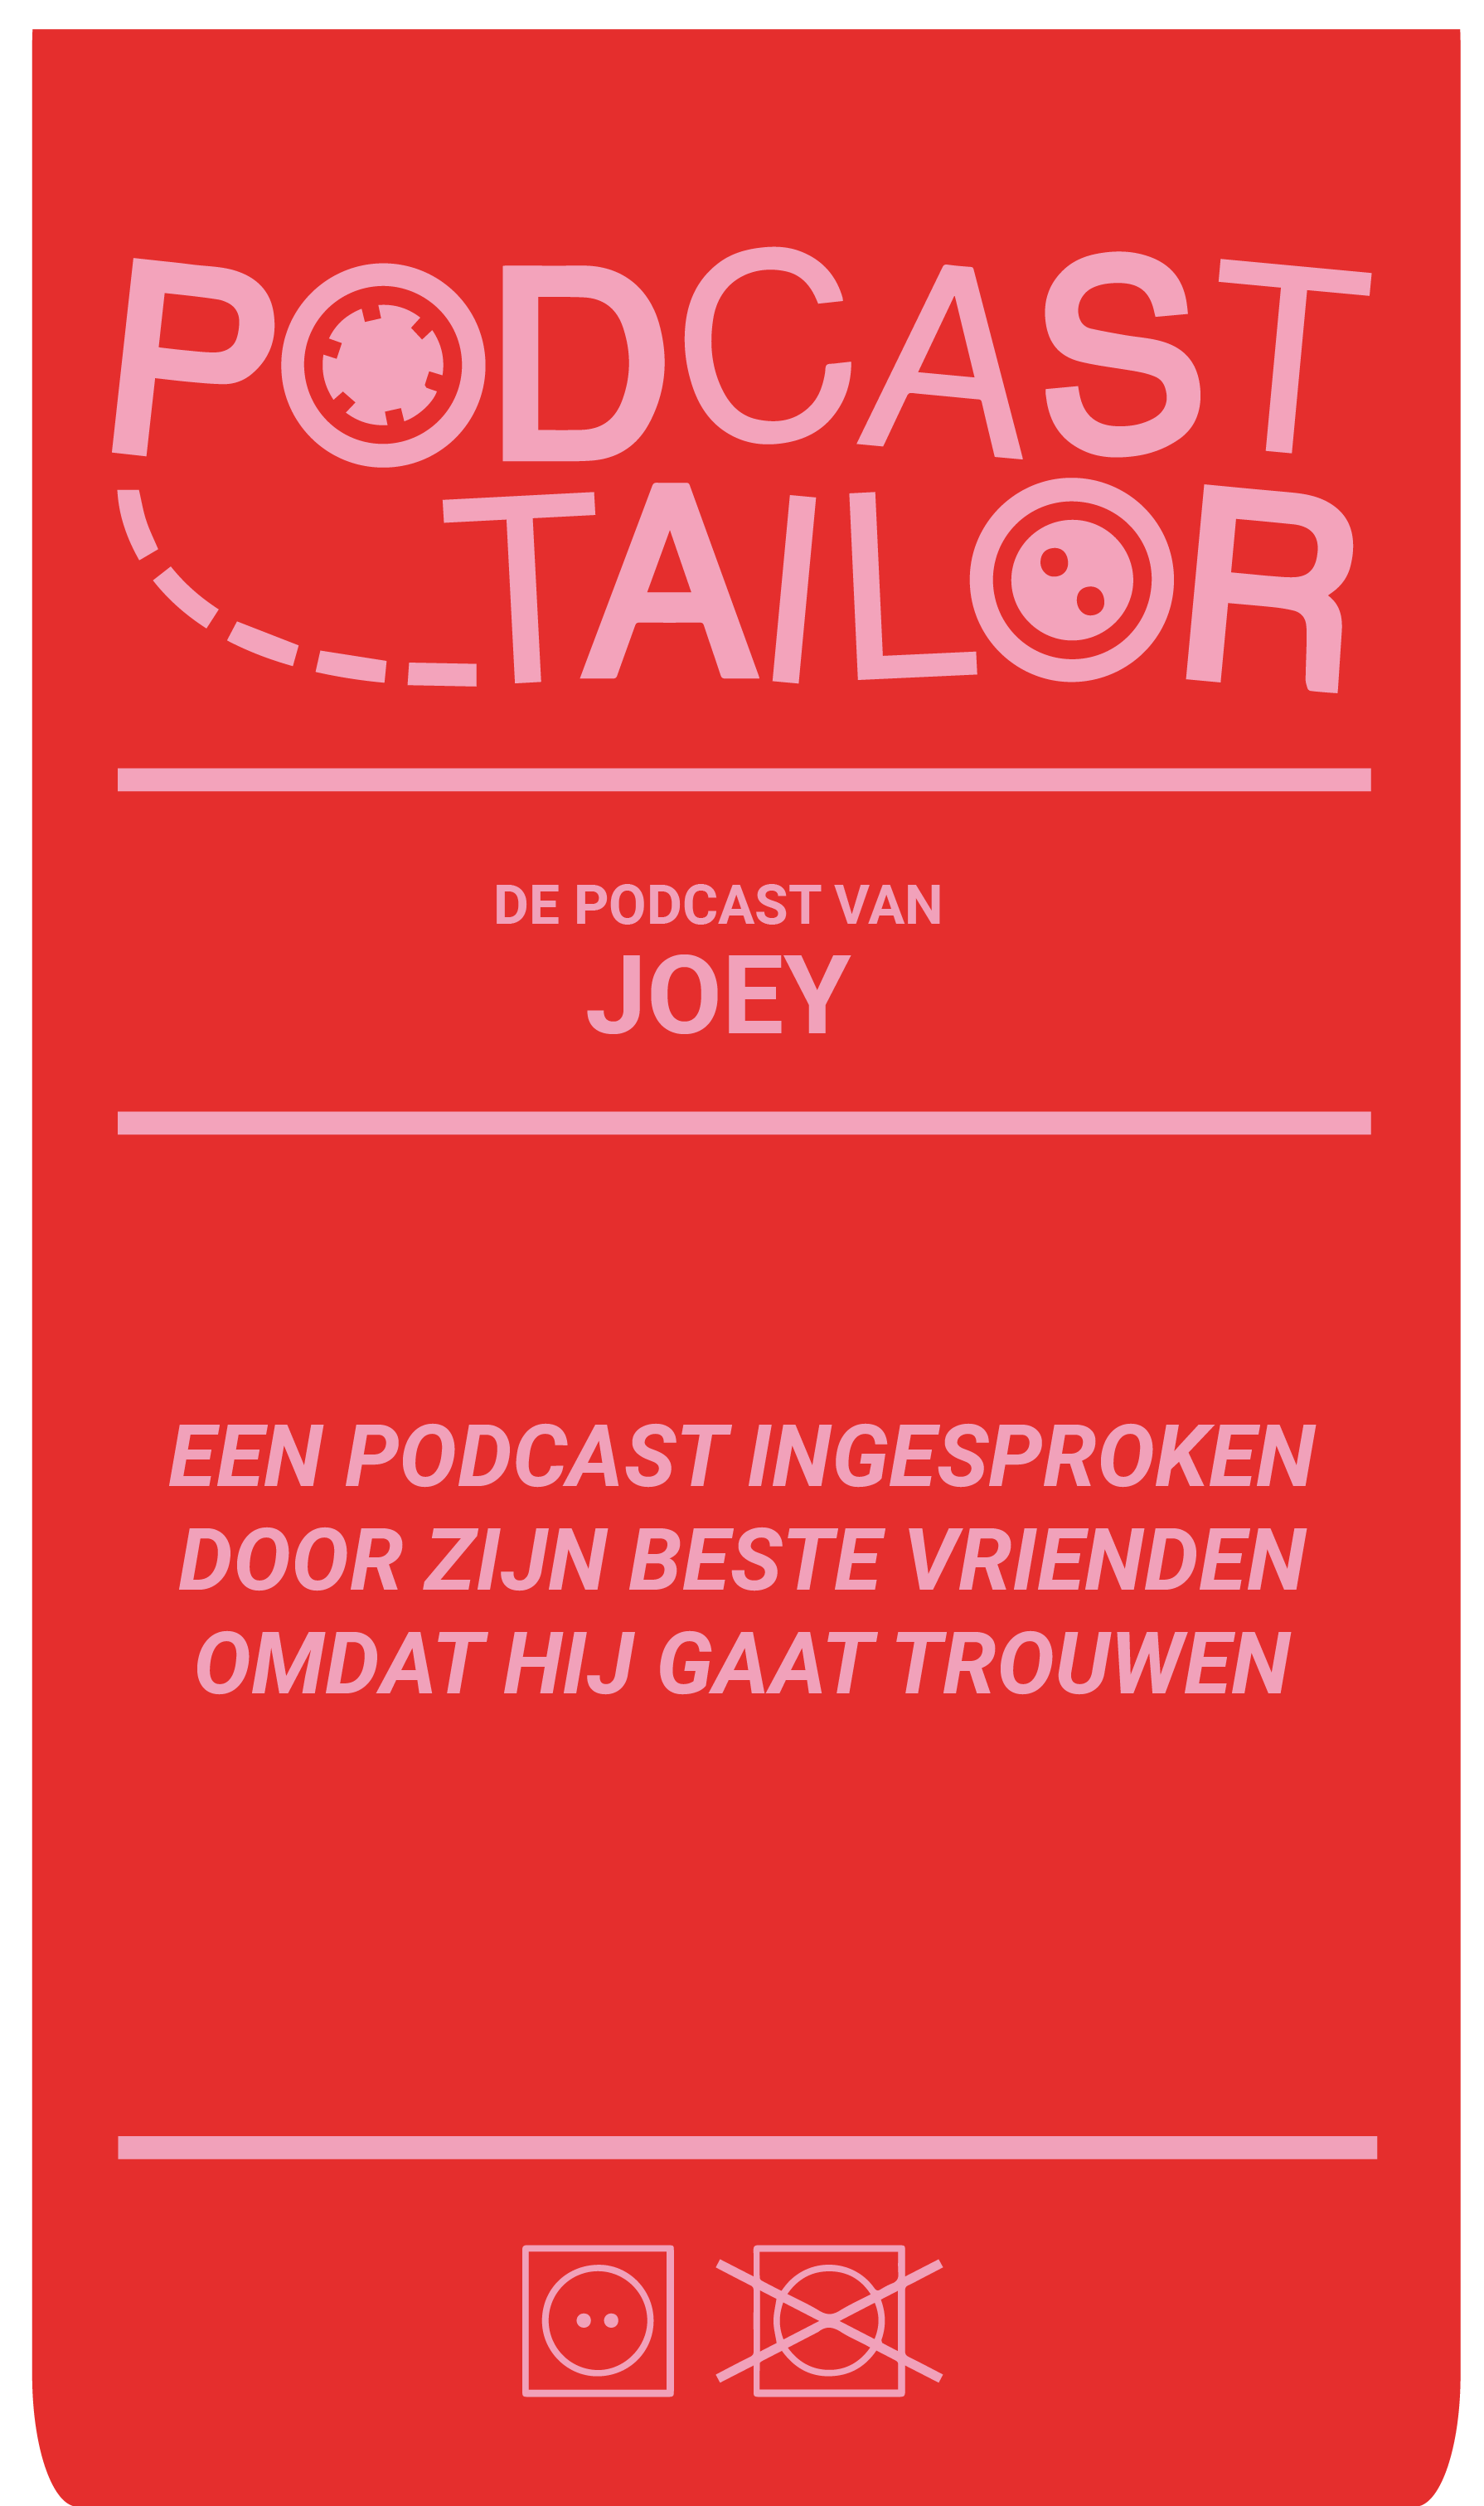 PODCAST
TAILOR
DE PODCAST VAN
JOEY
EEN PODCAST INGESPROKEN
DOOR ZIJN BESTE VRIENDEN
OMDAT HIJ GAAT TROUWEN